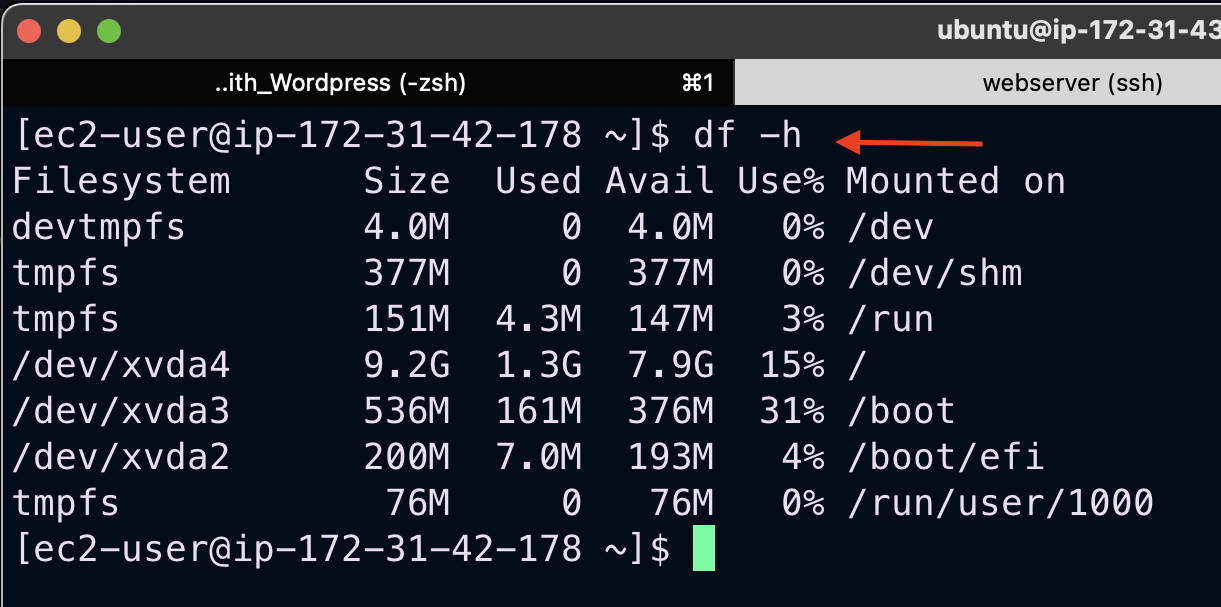 ubuntu@ip-172-31-43
..ith_Wordpress (-zsh) ⌘1 webserver (ssh)
[ec2-user@ip-172-31-42-178 ~]$ df -h
Filesystem Size Used Avail Use% Mounted on
devtmpfs 4.0M 0 4.0M 0% /dev
tmpfs 377M 0 377M 0% /dev/shm
tmpfs 151M 4.3M 147M 3% /run
/dev/xvda4 9.2G 1.3G 7.9G 15% /
/dev/xvda3 536M 161M 376M 31% /boot
/dev/xvda2 200M 7.0M 193M 4% /boot/efi
tmpfs 76M 0 76M 0% /run/user/1000
[ec2-user@ip-172-31-42-178 ~]$